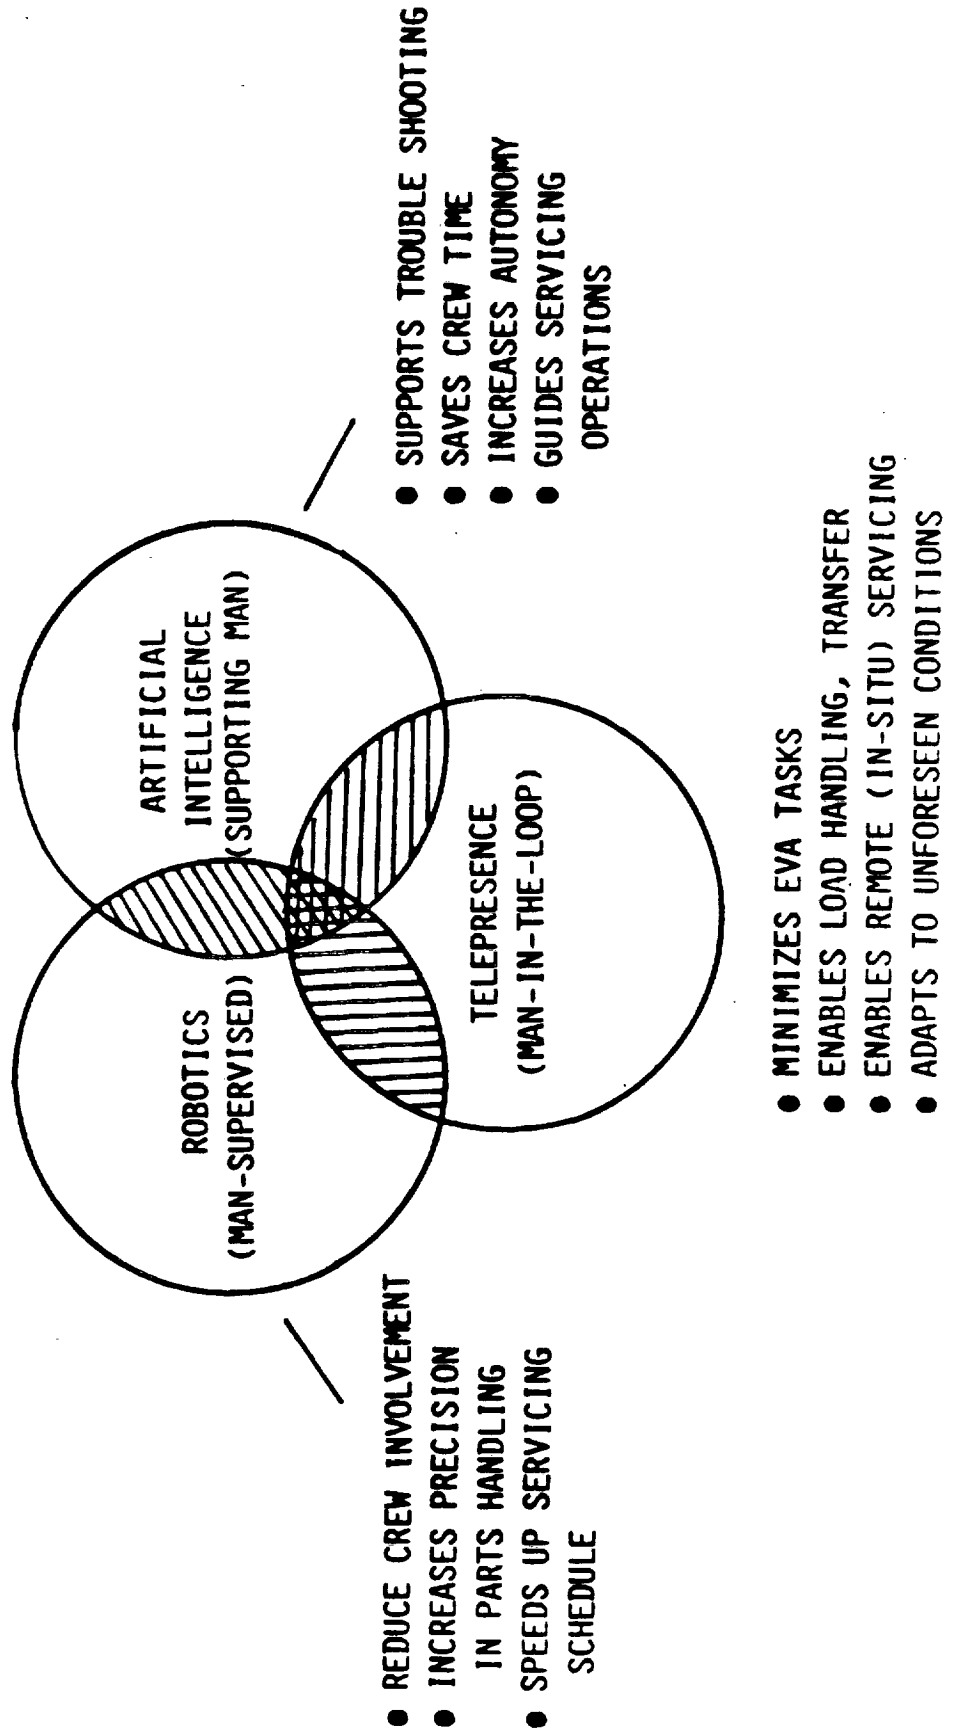 ROBOTICS
(MAN-SUPERVISED)
ARTIFICIAL
INTELLIGENCE
(SUPPORTING MAN)
TELEPRESENCE
(MAN-IN-THE-LOOP)
● REDUCE CREW INVOLVEMENT
● INCREASES PRECISION
IN PARTS HANDLING
● SPEEDS UP SERVICING
SCHEDULE
● SUPPORTS TROUBLE SHOOTING
● SAVES CREW TIME
● INCREASES AUTONOMY
● GUIDES SERVICING
OPERATIONS
● MINIMIZES EVA TASKS
● ENABLES LOAD HANDLING, TRANSFER
● ENABLES REMOTE (IN-SITU) SERVICING
● ADAPTS TO UNFORESEEN CONDITIONS